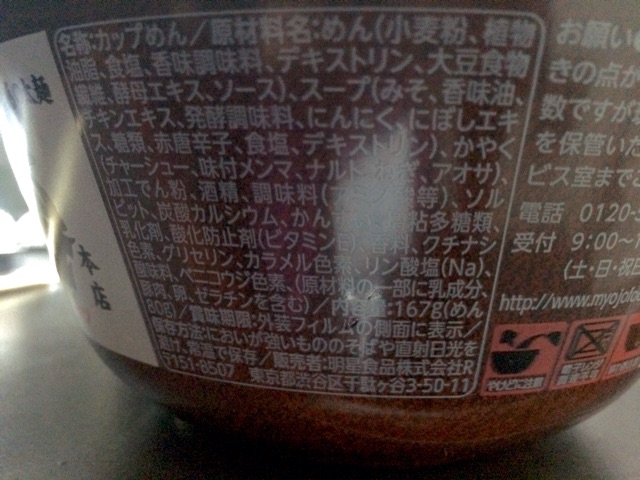 名称:カップめん/原材料名:めん(小麦粉、植物
油脂、食塩、香味調味料、デキストリン、大豆食物
繊維、酵母エキス、ソース)、スープ(みそ、香味油、
チキンエキス、発酵調味料、にんにく、にぼしエキ
ス、糖類、赤唐辛子、食塩、デキストリン)、かやく
(チャーシュー、味付メンマ、ナルト、ねぎ、アオサ)、
加工でん粉、酒精、調味料(等)、ソル
ビット、炭酸カルシウム、かんすい、増粘多糖類、
乳化剤、酸化防止剤(ビタミンE)、香料、クチナシ
色素、グリセリン、カラメル色素、リン酸塩(Na)、
酸味料、ベニコウジ色素、(原材料の一部に乳成分、
豚肉、卵、ゼラチンを含む)/内容量:167g(めん
80g)/賞味期限:外装フィルムの側面に表示/
保存方法:においが強いもののそばや直射日光を
避け、常温で保存/販売者:明星食品株式会社R
〒151-8507 東京都渋谷区千駄ヶ谷3-50-11
お願い
きの点が
数ですが
を保管いた
ビス室まで
電話 0120-
受付 9:00~
(土・日・祝日
http://www.myojo
やけどに注意
本店